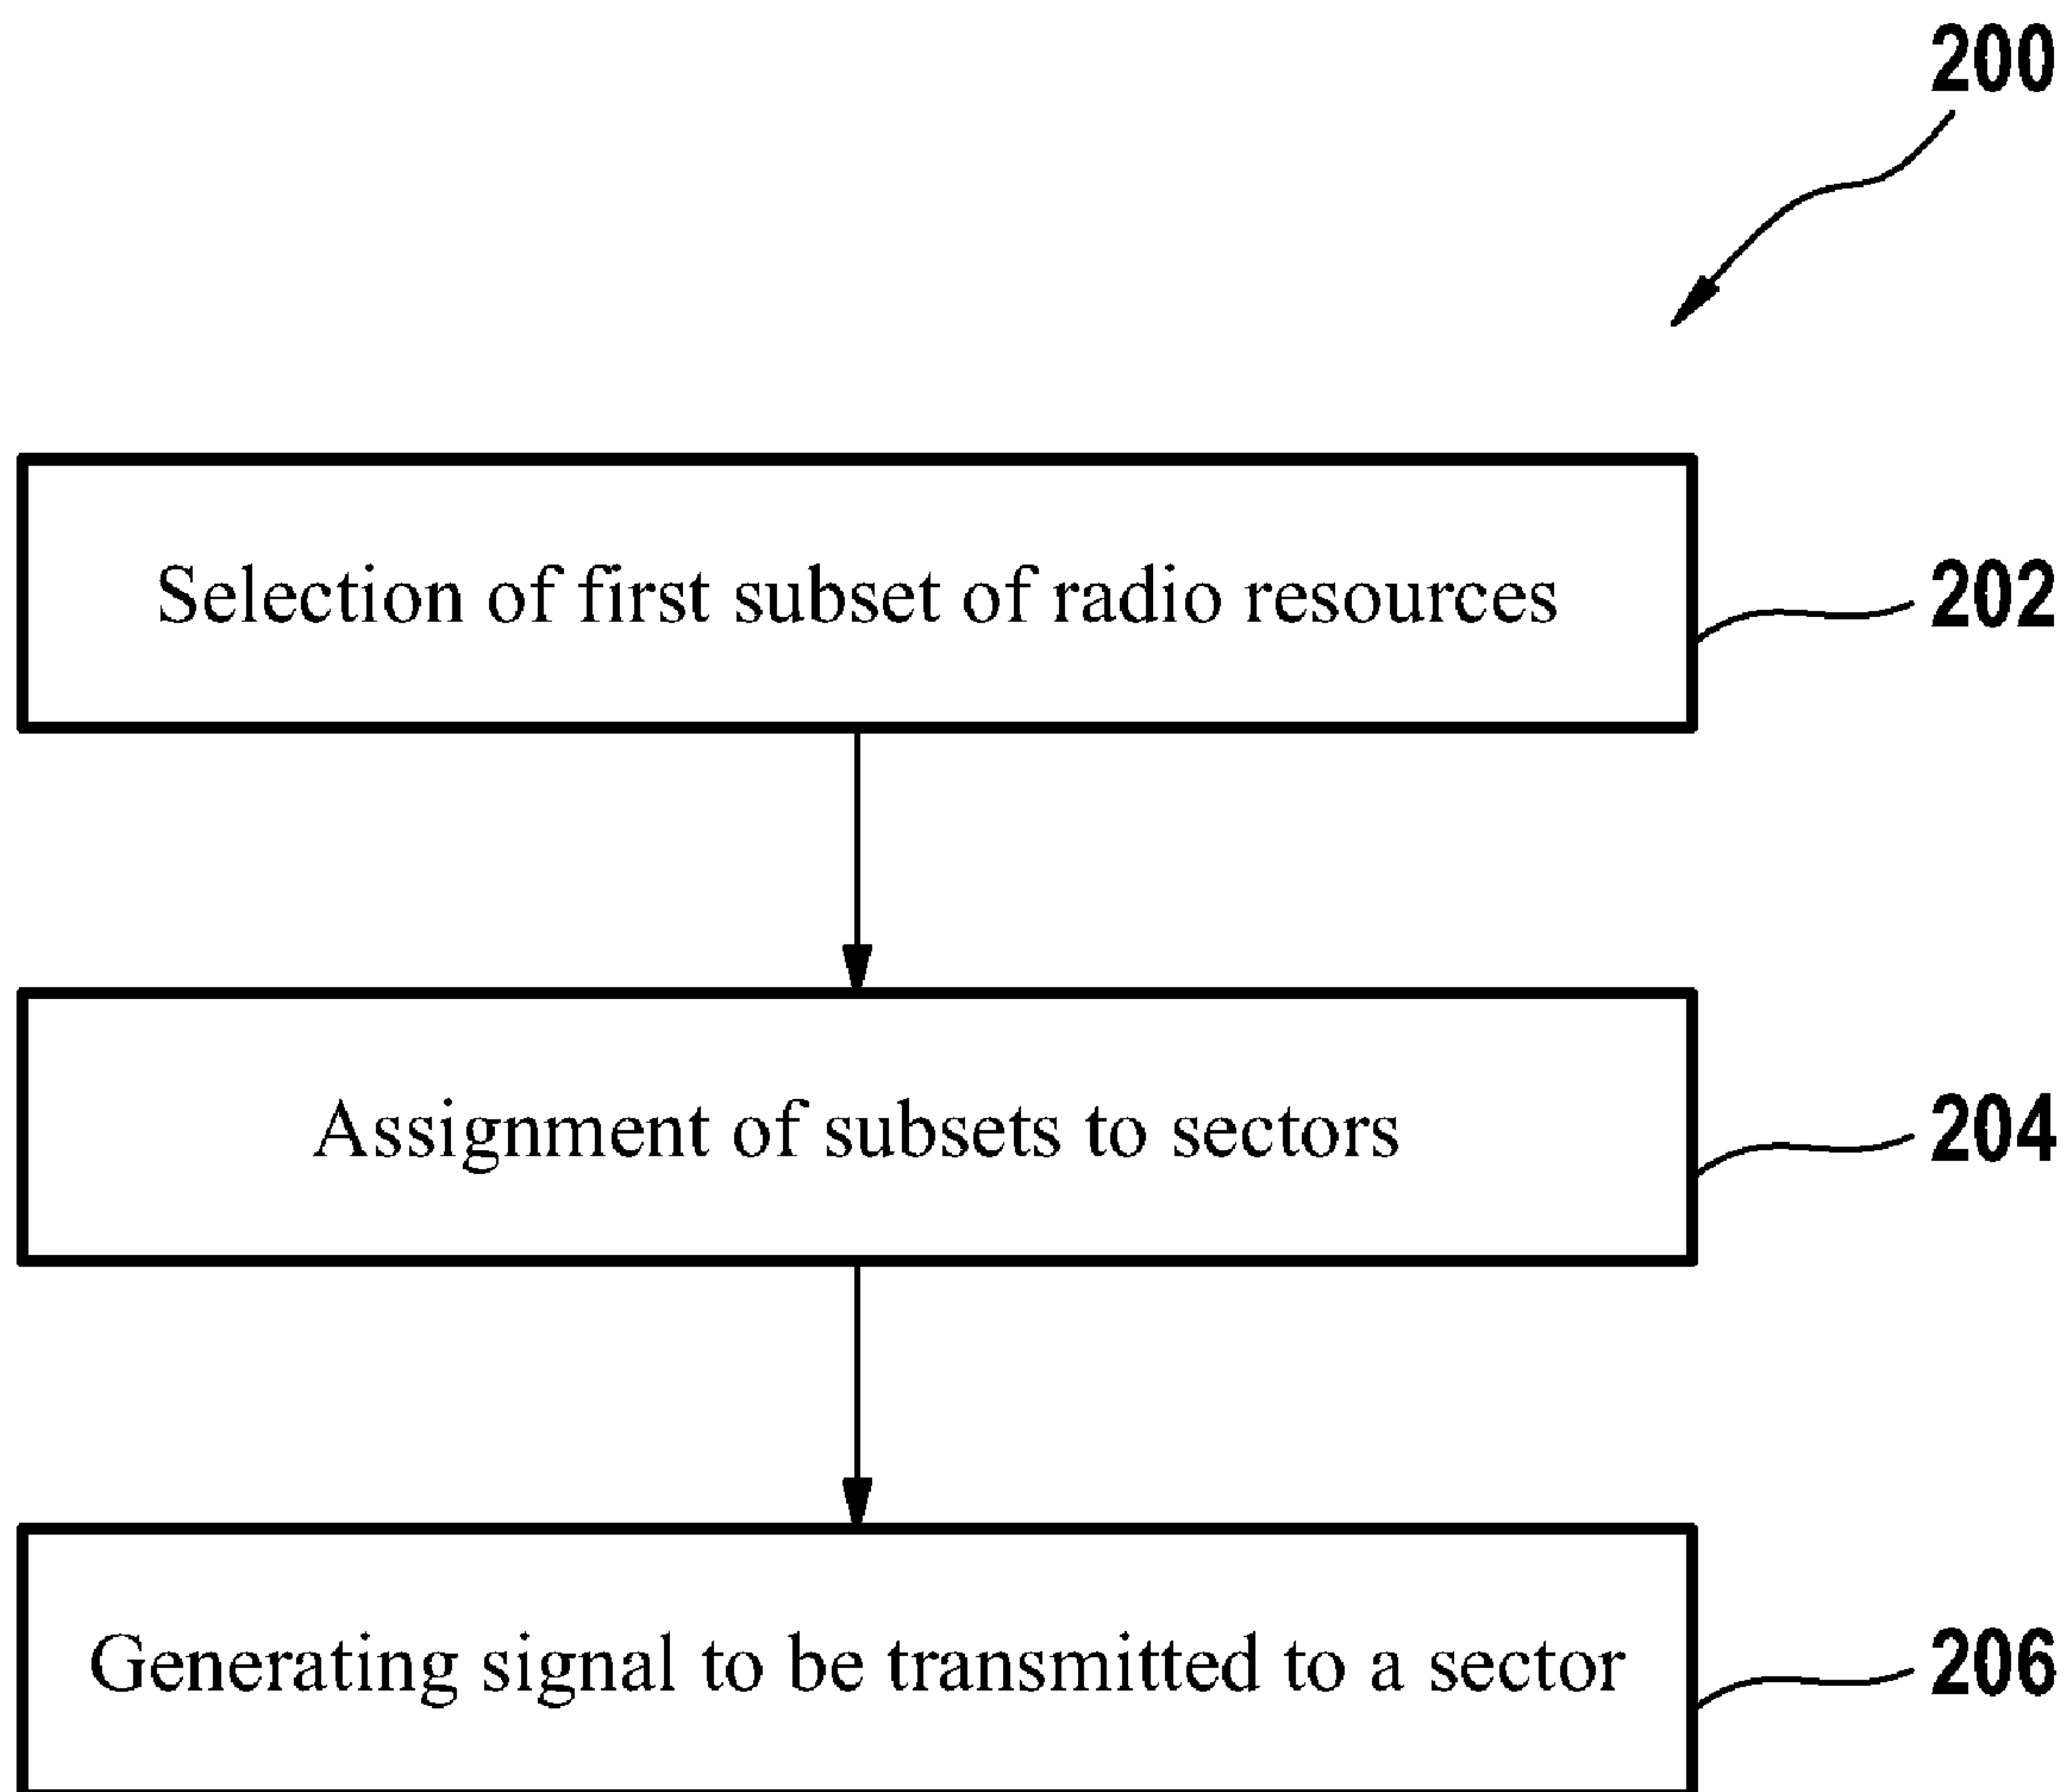 200
Selection of first subset of radio resources
202
Assignment of subsets to sectors
204
Generating signal to be transmitted to a sector
206